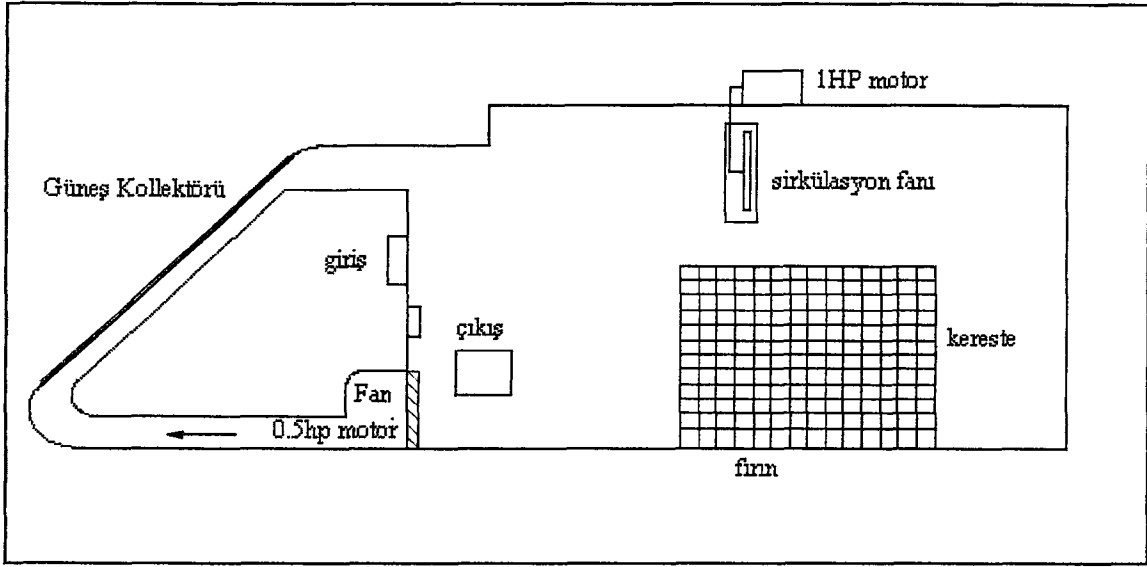 1HP motor
Güneş Kollektörü
sirkülasyon fanı
giriş
çıkış
kereste
Fan
0.5hp motor
fırın